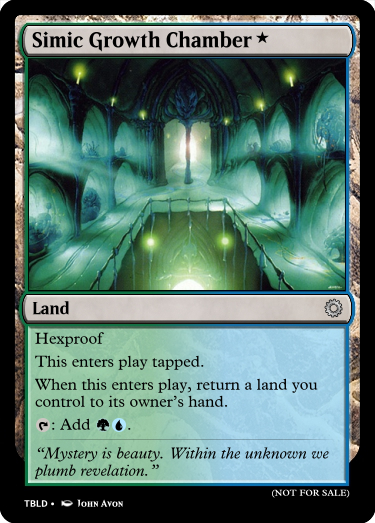 Simic Growth Chamber ★
Land
Hexproof
This enters play tapped.
When this enters play, return a land you
control to its owner's hand.
: Add .
“Mystery is beauty. Within the unknown we
plumb revelation.”
(NOT FOR SALE)
TBLD • John Avon